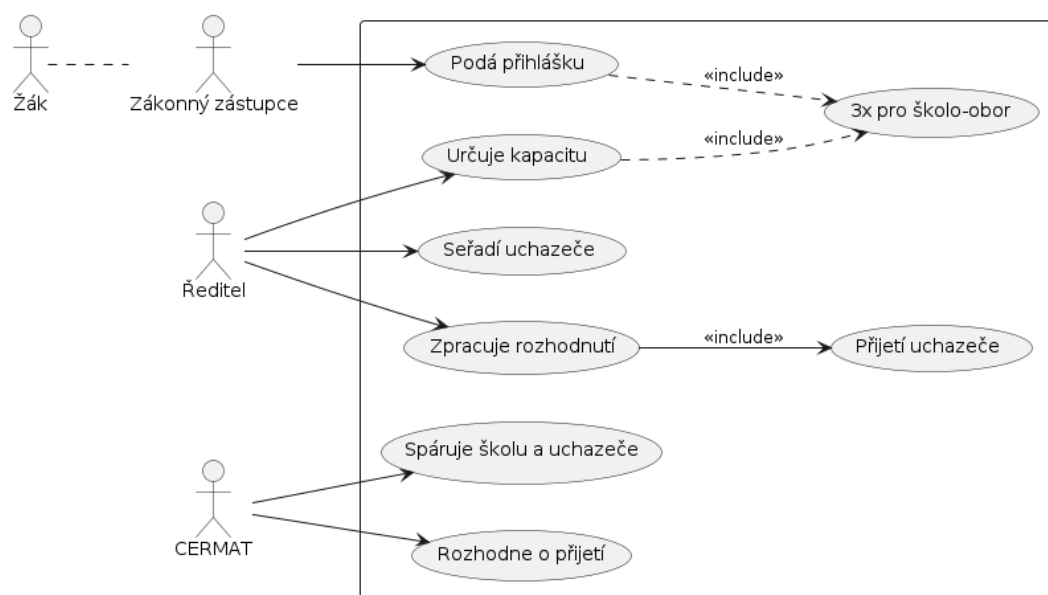 Žák
Zákonný zástupce
Podá přihlášku
«include»
3x pro školo-obor
Určuje kapacitu
«include»
Ředitel
Seřadí uchazeče
Zpracuje rozhodnutí
«include»
Přijetí uchazeče
CERMAT
Spáruje školu a uchazeče
Rozhodne o přijetí